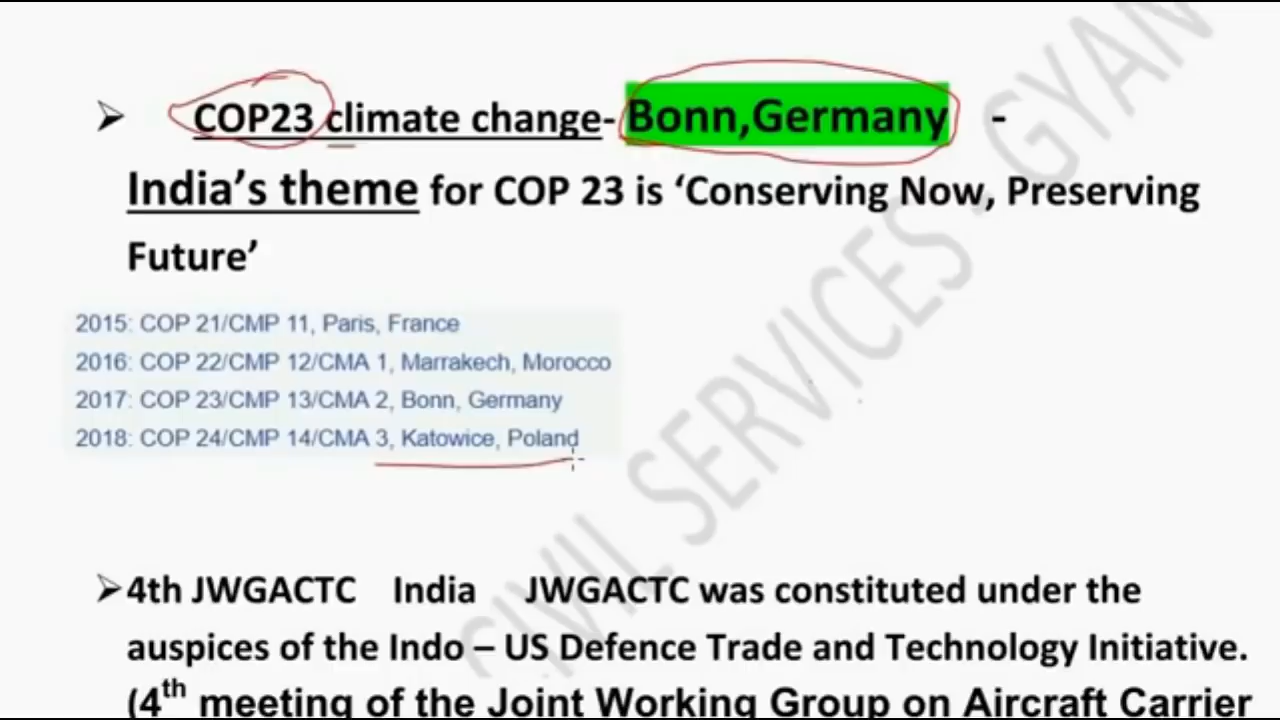 ➢ COP23 climate change- Bonn,Germany -
India’s theme for COP 23 is ‘Conserving Now, Preserving
Future’
2015: COP 21/CMP 11, Paris, France
2016: COP 22/CMP 12/CMA 1, Marrakech, Morocco
2017: COP 23/CMP 13/CMA 2, Bonn, Germany
2018: COP 24/CMP 14/CMA 3, Katowice, Poland
➢4th JWGACTC India JWGACTC was constituted under the
auspices of the Indo – US Defence Trade and Technology Initiative.
(4th meeting of the Joint Working Group on Aircraft Carrier
CIVIL SERVICES GYAN